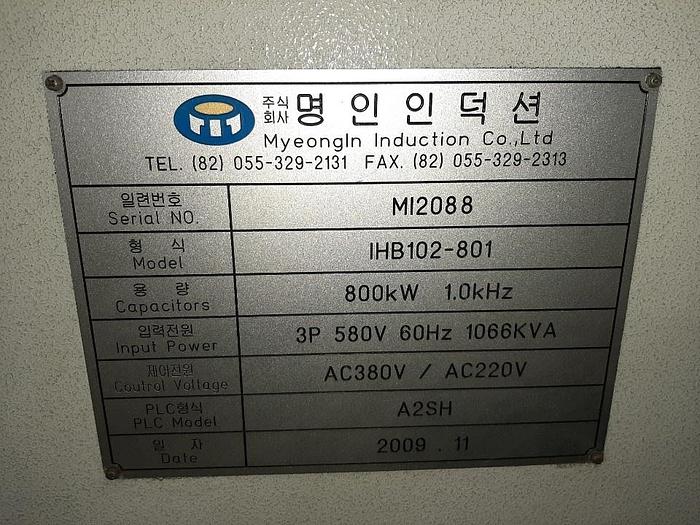 주식
회사 명인인덕션
MyeongIn Induction Co.,Ltd
TEL. (82) 055-329-2131 FAX. (82) 055-329-2313
일련번호
Serial NO. MI2088
형 식
Model IHB102-801
용 량
Capacitors 800kW 1.0kHz
입력전원
Input Power 3P 580V 60Hz 1066KVA
제어전원
Coutrol Voltage AC380V / AC220V
PLC형식
PLC Model A2SH
일 자
Date 2009 . 11